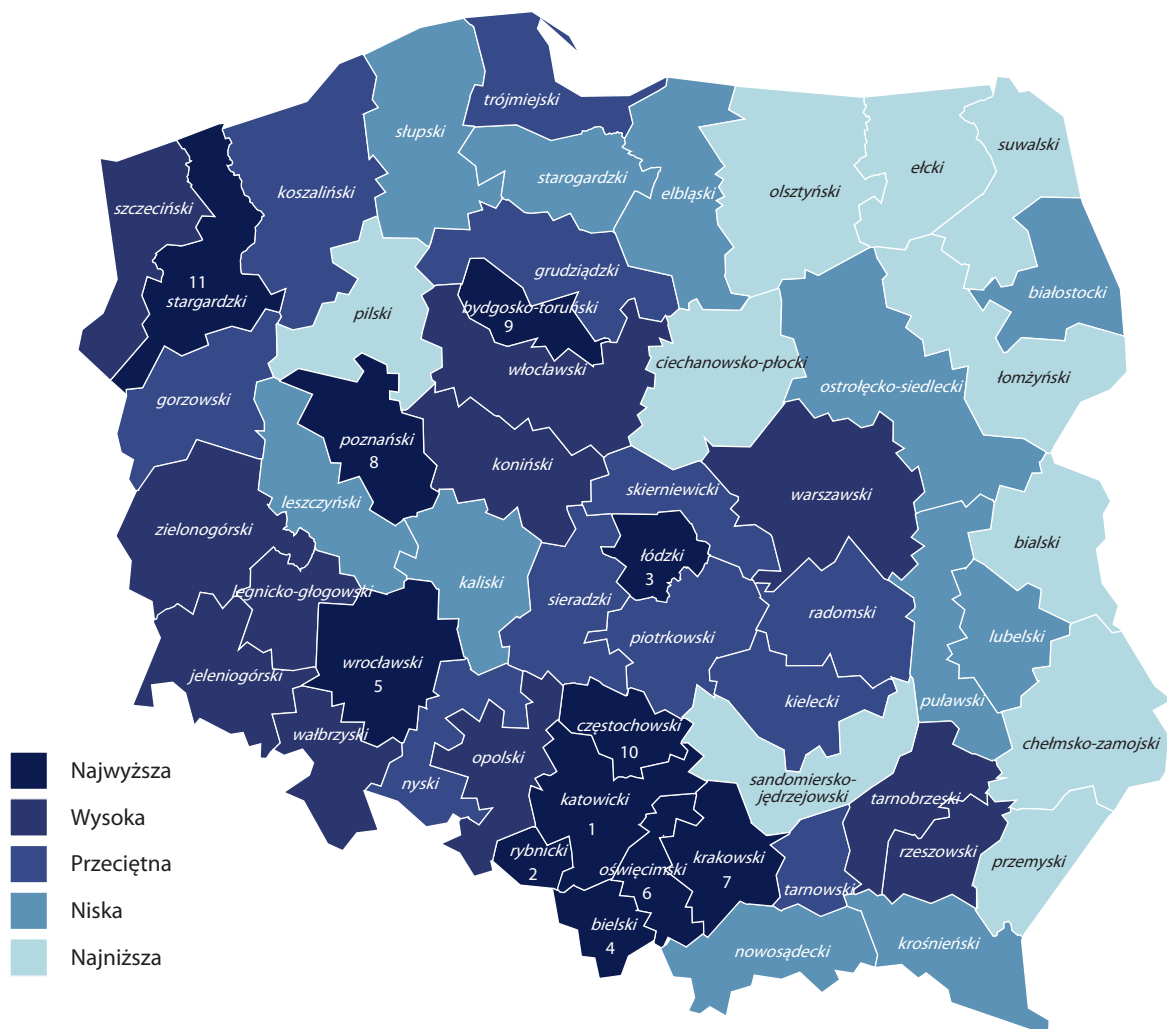 trójmiejski
słupski
suwalski
ełcki
starogardzki
elbląski
olsztyński
koszaliński
szczeciński
grudziądzki
11
stargardzki
białostocki
bydgosko-toruński
9
pilski
ciechanowsko-płocki
włocławski
łomżyński
ostrołęcko-siedlecki
gorzowski
poznański
8
koniński
skierniewicki
warszawski
leszczyński
zielonogórski
bialski
łódzki
3
kaliski
legnicko-głogowski
sieradzki
radomski
piotrkowski
lubelski
wrocławski
5
jeleniogórski
kielecki
puławski
częstochowski
10
wałbrzyski
chełmsko-zamojski
opolski
nyski
sandomiersko-
jędrzejowski
tarnobrzeski
katowicki
1
rybnicki
2
oświęcimski
6
krakowski
7
rzeszowski
przemyski
tarnowski
bielski
4
nowosądecki
krośnieński
Najwyższa
Wysoka
Przeciętna
Niska
Najniższa